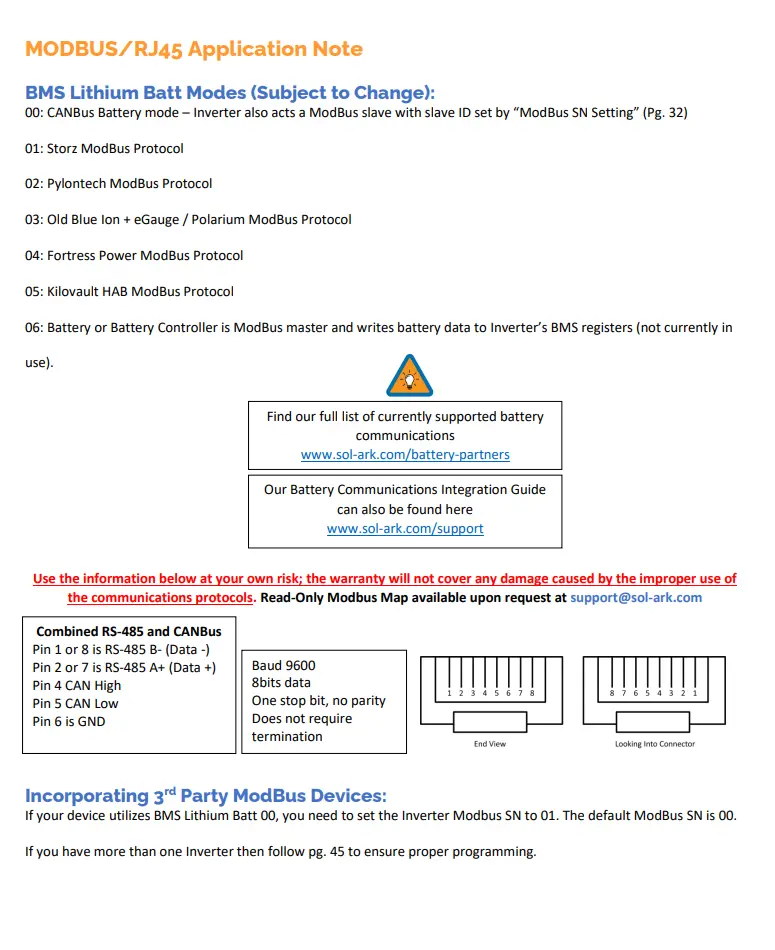 MODBUS/RJ45 Application Note
BMS Lithium Batt Modes (Subject to Change):
00: CANBus Battery mode – Inverter also acts a ModBus slave with slave ID set by “ModBus SN Setting” (Pg. 32)
01: Storz ModBus Protocol
02: Pylontech ModBus Protocol
03: Old Blue Ion + eGauge / Polarium ModBus Protocol
04: Fortress Power ModBus Protocol
05: Kilovault HAB ModBus Protocol
06: Battery or Battery Controller is ModBus master and writes battery data to Inverter’s BMS registers (not currently in
use).
Find our full list of currently supported battery
communications
www.sol-ark.com/battery-partners
Our Battery Communications Integration Guide
can also be found here
www.sol-ark.com/support
Use the information below at your own risk; the warranty will not cover any damage caused by the improper use of
the communications protocols. Read-Only Modbus Map available upon request at support@sol-ark.com
Combined RS-485 and CANBus
Pin 1 or 8 is RS-485 B- (Data -)
Pin 2 or 7 is RS-485 A+ (Data +)
Pin 4 CAN High
Pin 5 CAN Low
Pin 6 is GND
Baud 9600
8bits data
One stop bit, no parity
Does not require
termination
1 2 3 4 5 6 7 8
End View
8 7 6 5 4 3 2 1
Looking Into Connector
Incorporating 3rd Party ModBus Devices:
If your device utilizes BMS Lithium Batt 00, you need to set the Inverter Modbus SN to 01. The default ModBus SN is 00.
If you have more than one Inverter then follow pg. 45 to ensure proper programming.